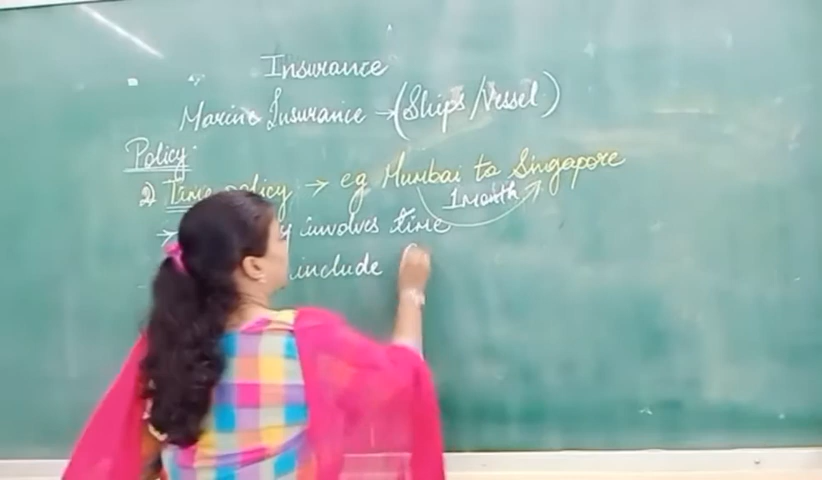 Insurance
Marine Insurance → (Ships/Vessel)
Policy
2) Time policy → eg Mumbai to Singapore
1 month
→ involves time
include